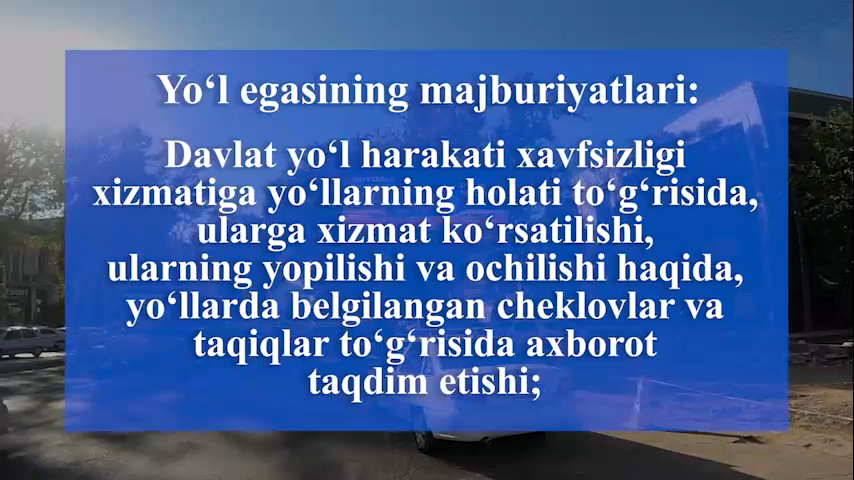 Yo‘l egasining majburiyatlari:
Davlat yo‘l harakati xavfsizligi
xizmatiga yo‘llarning holati to‘g‘risida,
ularga xizmat ko‘rsatilishi,
ularning yopilishi va ochilishi haqida,
yo‘llarda belgilangan cheklovlar va
taqiqlar to‘g‘risida axborot
taqdim etishi;